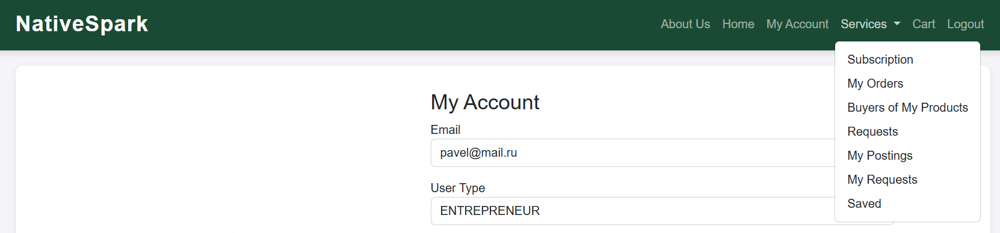 NativeSpark
About Us Home My Account Services Cart Logout
Subscription
My Orders
Buyers of My Products
Requests
My Postings
My Requests
Saved
My Account
Email
pavel@mail.ru
User Type
ENTREPRENEUR